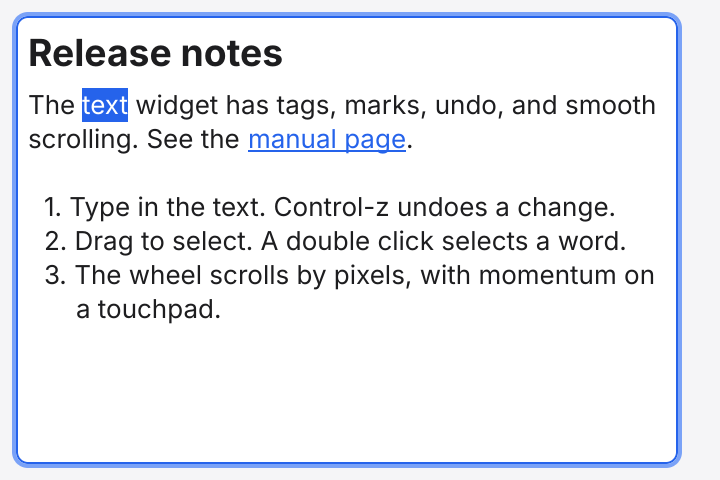 Release notes
The text widget has tags, marks, undo, and smooth
scrolling. See the manual page.
1. Type in the text. Control-z undoes a change.
2. Drag to select. A double click selects a word.
3. The wheel scrolls by pixels, with momentum on
a touchpad.